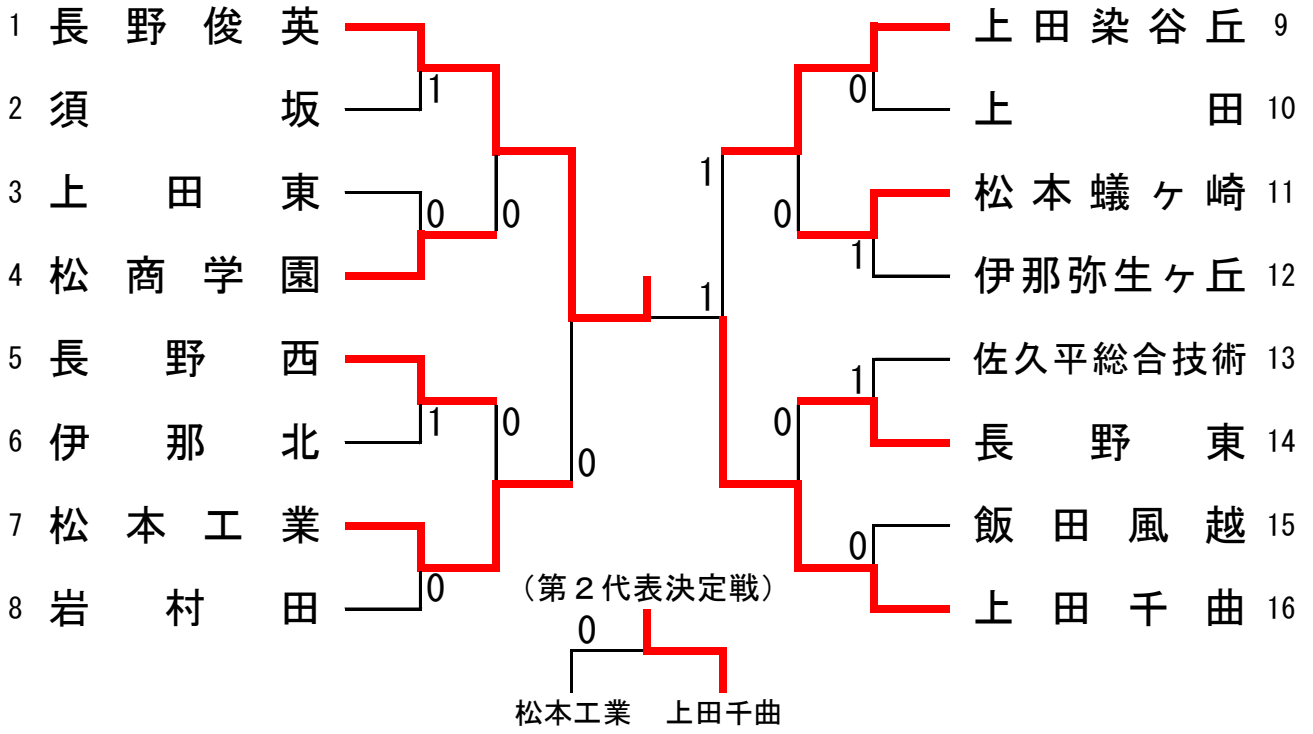 1 長野俊英
1
2 須坂
3 上田東
0 0
4 松商学園
5 長野西
1 0
6 伊那北
0
7 松本工業
0
8 岩村田
上田染谷丘 9
0
上田 10
1
松本蟻ヶ崎 11
0
1
伊那弥生ヶ丘 12
1
佐久平総合技術 13
1
0
長野東 14
飯田風越 15
0
上田千曲 16
(第2代表決定戦)
0
松本工業 上田千曲